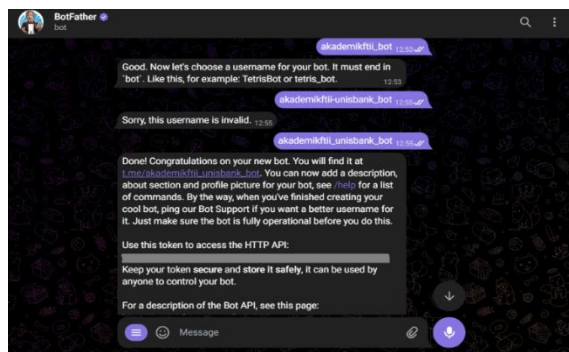 BotFather
bot
akademikftii_bot 12:53
Good. Now let's choose a username for your bot. It must end in
`bot`. Like this, for example: TetrisBot or tetris_bot.
12:53
akademikftii-unisbank_bot 12:55
Sorry, this username is invalid. 12:55
akademikftii_unisbank_bot 12:55
Done! Congratulations on your new bot. You will find it at
t.me/akademikftii_unisbank_bot. You can now add a description,
about section and profile picture for your bot, see /help for a list
of commands. By the way, when you've finished creating your
cool bot, ping our Bot Support if you want a better username for
it. Just make sure the bot is fully operational before you do this.
Use this token to access the HTTP API:
Keep your token secure and store it safely, it can be used by
anyone to control your bot.
For a description of the Bot API, see this page:
Message